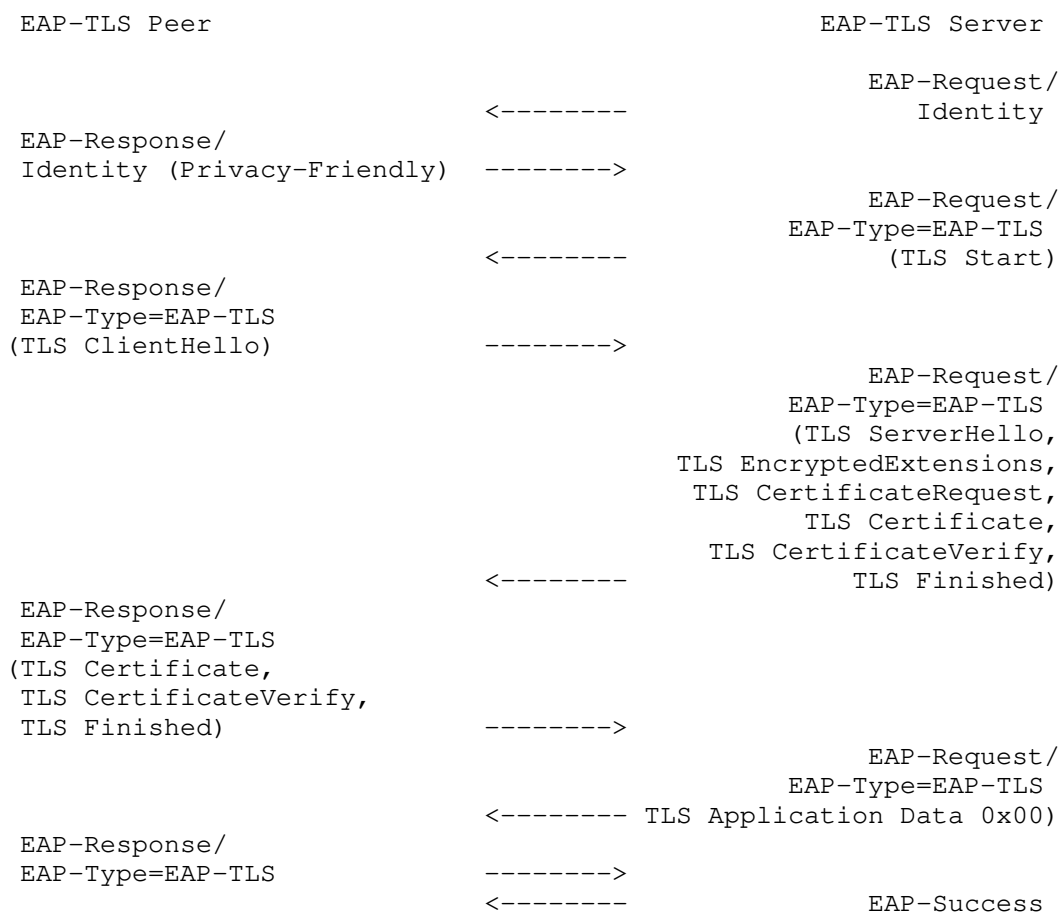 EAP-TLS Peer                                      EAP-TLS Server
                                                     EAP-Request/
                              <--------                  Identity
EAP-Response/
Identity (Privacy-Friendly)   -------->
                                                     EAP-Request/
                                                EAP-Type=EAP-TLS
                              <--------                (TLS Start)
EAP-Response/
EAP-Type=EAP-TLS
(TLS ClientHello)             -------->
                                                     EAP-Request/
                                                EAP-Type=EAP-TLS
                                                (TLS ServerHello,
                                         TLS EncryptedExtensions,
                                          TLS CertificateRequest,
                                                 TLS Certificate,
                                           TLS CertificateVerify,
                              <--------             TLS Finished)
EAP-Response/
EAP-Type=EAP-TLS
(TLS Certificate,
TLS CertificateVerify,
TLS Finished)                 -------->
                                                     EAP-Request/
                                                EAP-Type=EAP-TLS
                              <-------- TLS Application Data 0x00)
EAP-Response/
EAP-Type=EAP-TLS              -------->
                              <--------              EAP-Success